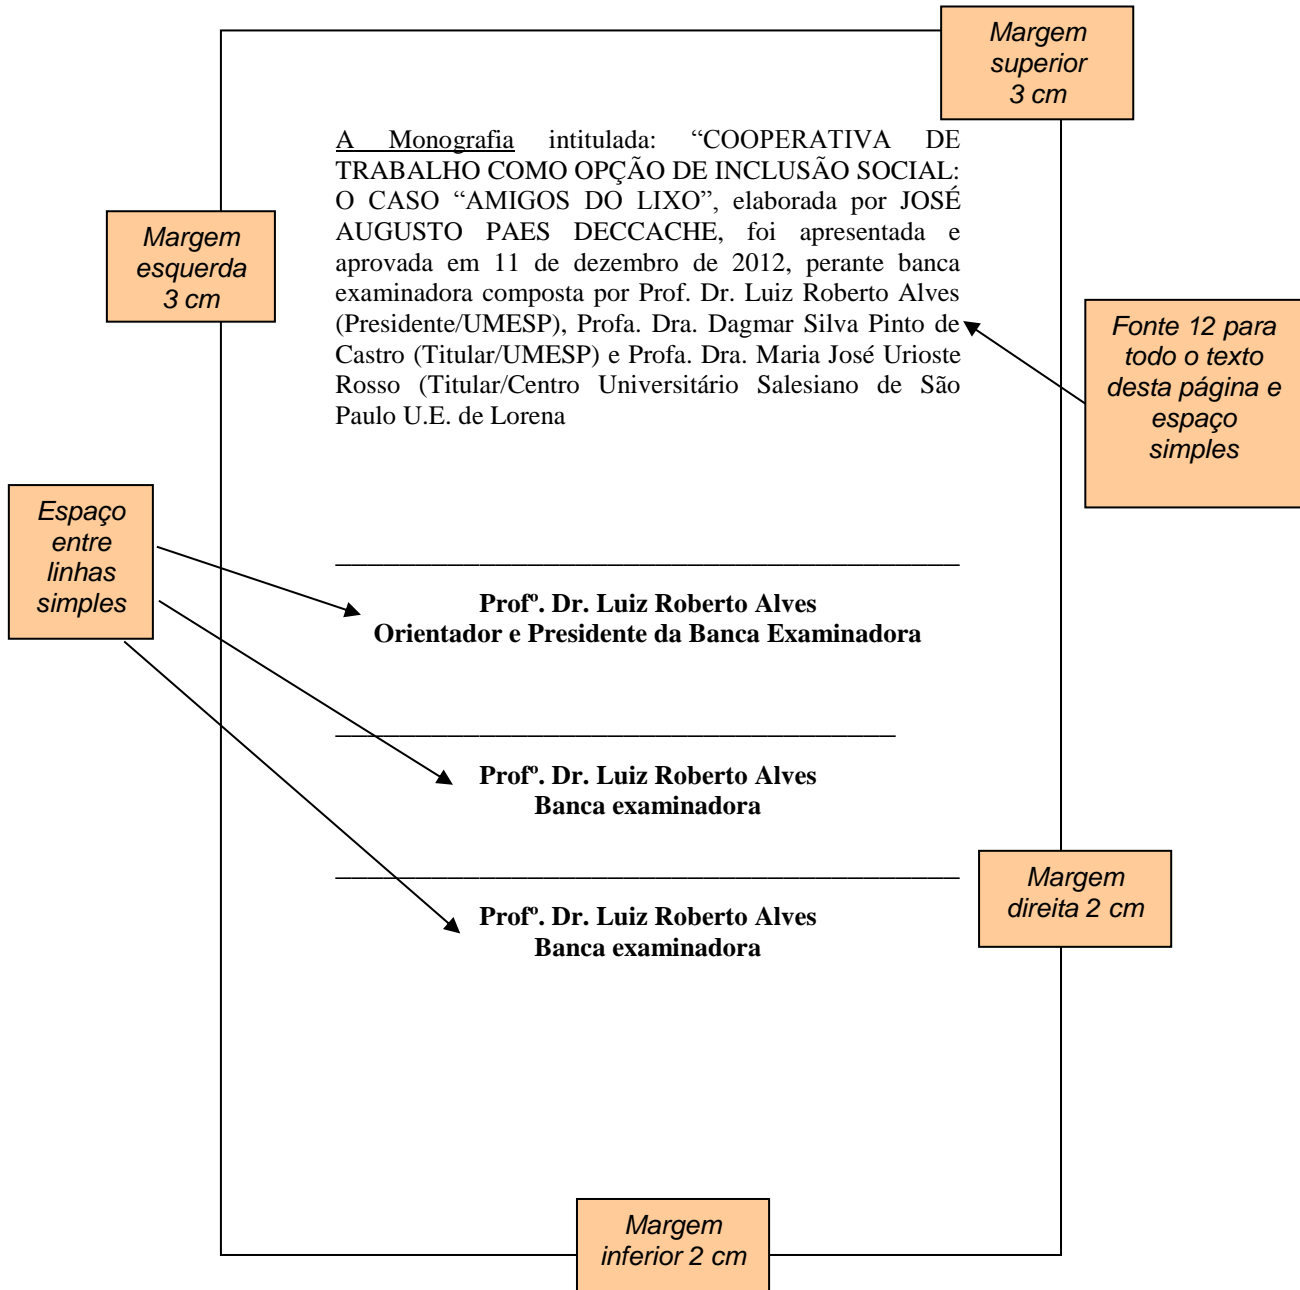 Margem
superior
3 cm
A Monografia intitulada: “COOPERATIVA DE
TRABALHO COMO OPÇÃO DE INCLUSÃO SOCIAL:
O CASO “AMIGOS DO LIXO”, elaborada por JOSÉ
AUGUSTO PAES DECCACHE, foi apresentada e
aprovada em 11 de dezembro de 2012, perante banca
examinadora composta por Prof. Dr. Luiz Roberto Alves
(Presidente/UMESP), Profa. Dra. Dagmar Silva Pinto de
Castro (Titular/UMESP) e Profa. Dra. Maria José Urioste
Rosso (Titular/Centro Universitário Salesiano de São
Paulo U.E. de Lorena
Margem
esquerda
3 cm
Fonte 12 para
todo o texto
desta página e
espaço
simples
Espaço
entre
linhas
simples
Profº. Dr. Luiz Roberto Alves
Orientador e Presidente da Banca Examinadora
Profº. Dr. Luiz Roberto Alves
Banca examinadora
Profº. Dr. Luiz Roberto Alves
Banca examinadora
Margem
direita 2 cm
Margem
inferior 2 cm